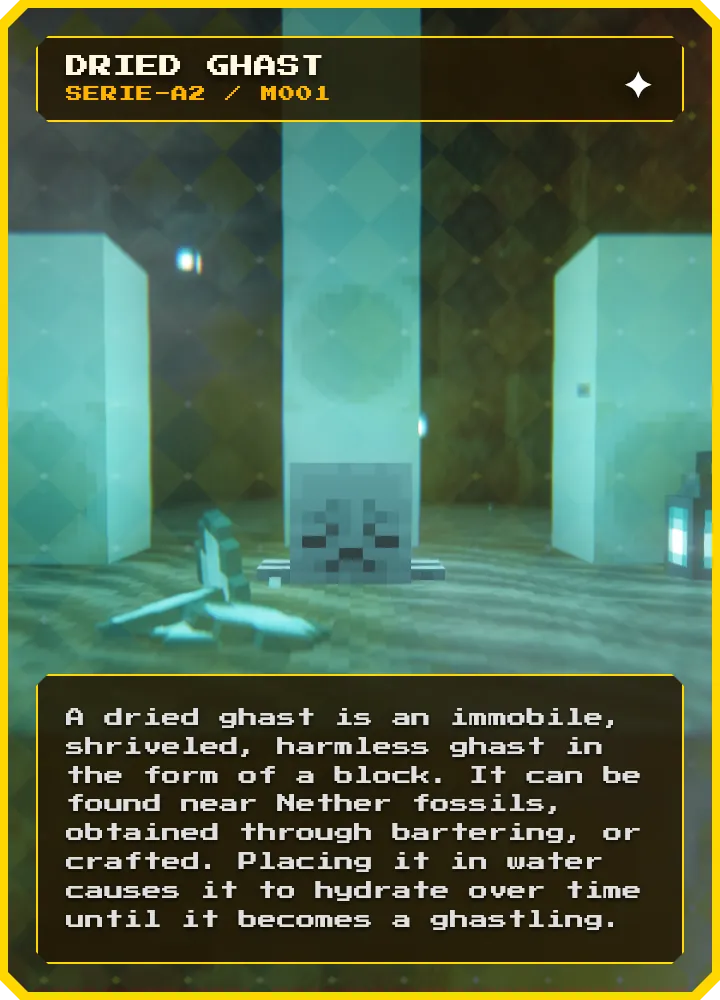 DRIED GHAST
SERIE-A2 / M001
A dried ghast is an immobile,
shriveled, harmless ghast in
the form of a block. It can be
found near Nether fossils,
obtained through bartering, or
crafted. Placing it in water
causes it to hydrate over time
until it becomes a ghastling.